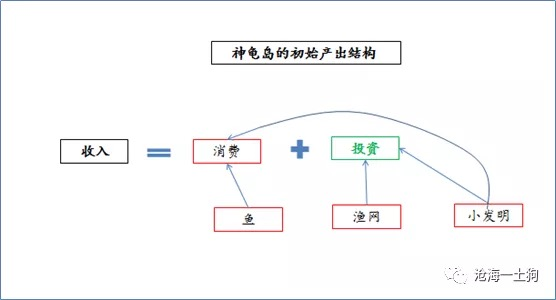 神龟岛的初始产出结构
收入 = 消费 + 投资
鱼 渔网 小发明
沧海一土狗